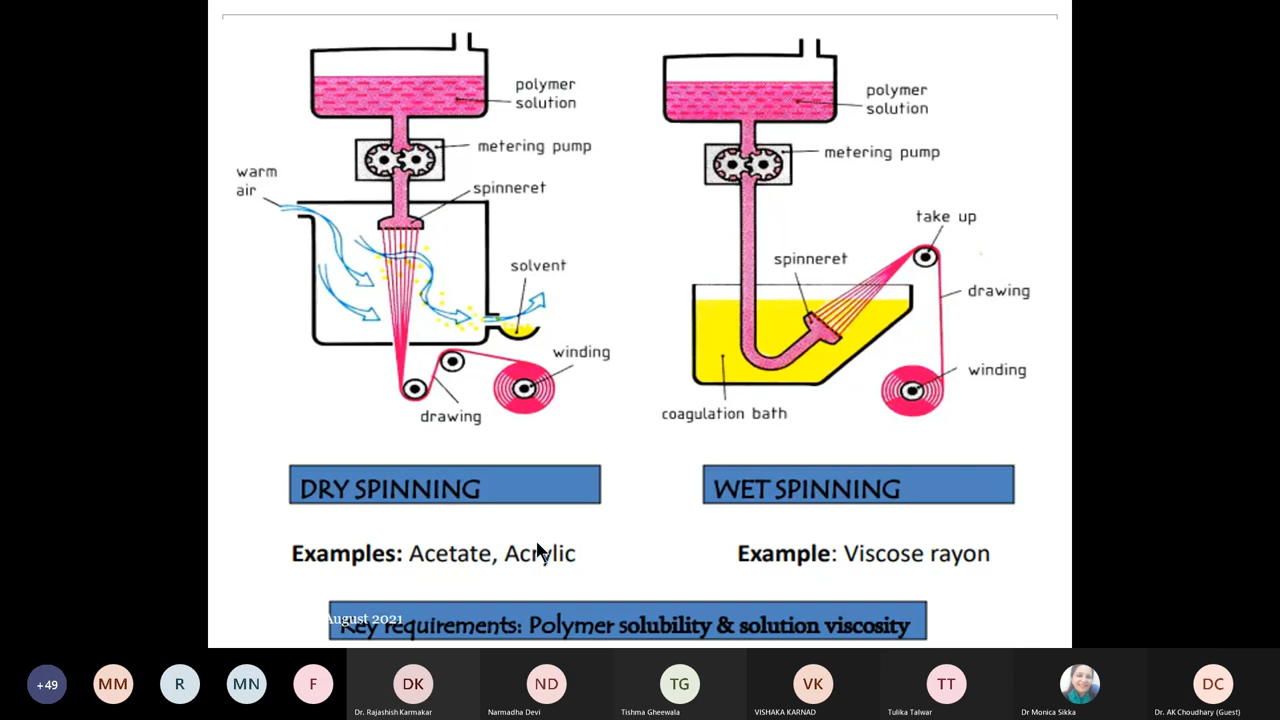 polymer
solution
metering pump
warm
air
spinneret
solvent
winding
drawing
polymer
solution
metering pump
take up
spinneret
drawing
winding
coagulation bath
DRY SPINNING
WET SPINNING
Examples: Acetate, Acrylic
Example: Viscose rayon
August 2021
Key requirements: Polymer solubility & solution viscosity
+49
MM
R
MN
F
DK
ND
TG
VK
TT
DC
Dr. Rajashish Karmakar
Narmadha Devi
Tishma Gheewala
VISHAKA KARNAD
Tulika Talwar
Dr Monica Sikka
Dr. AK Choudhary (Guest)